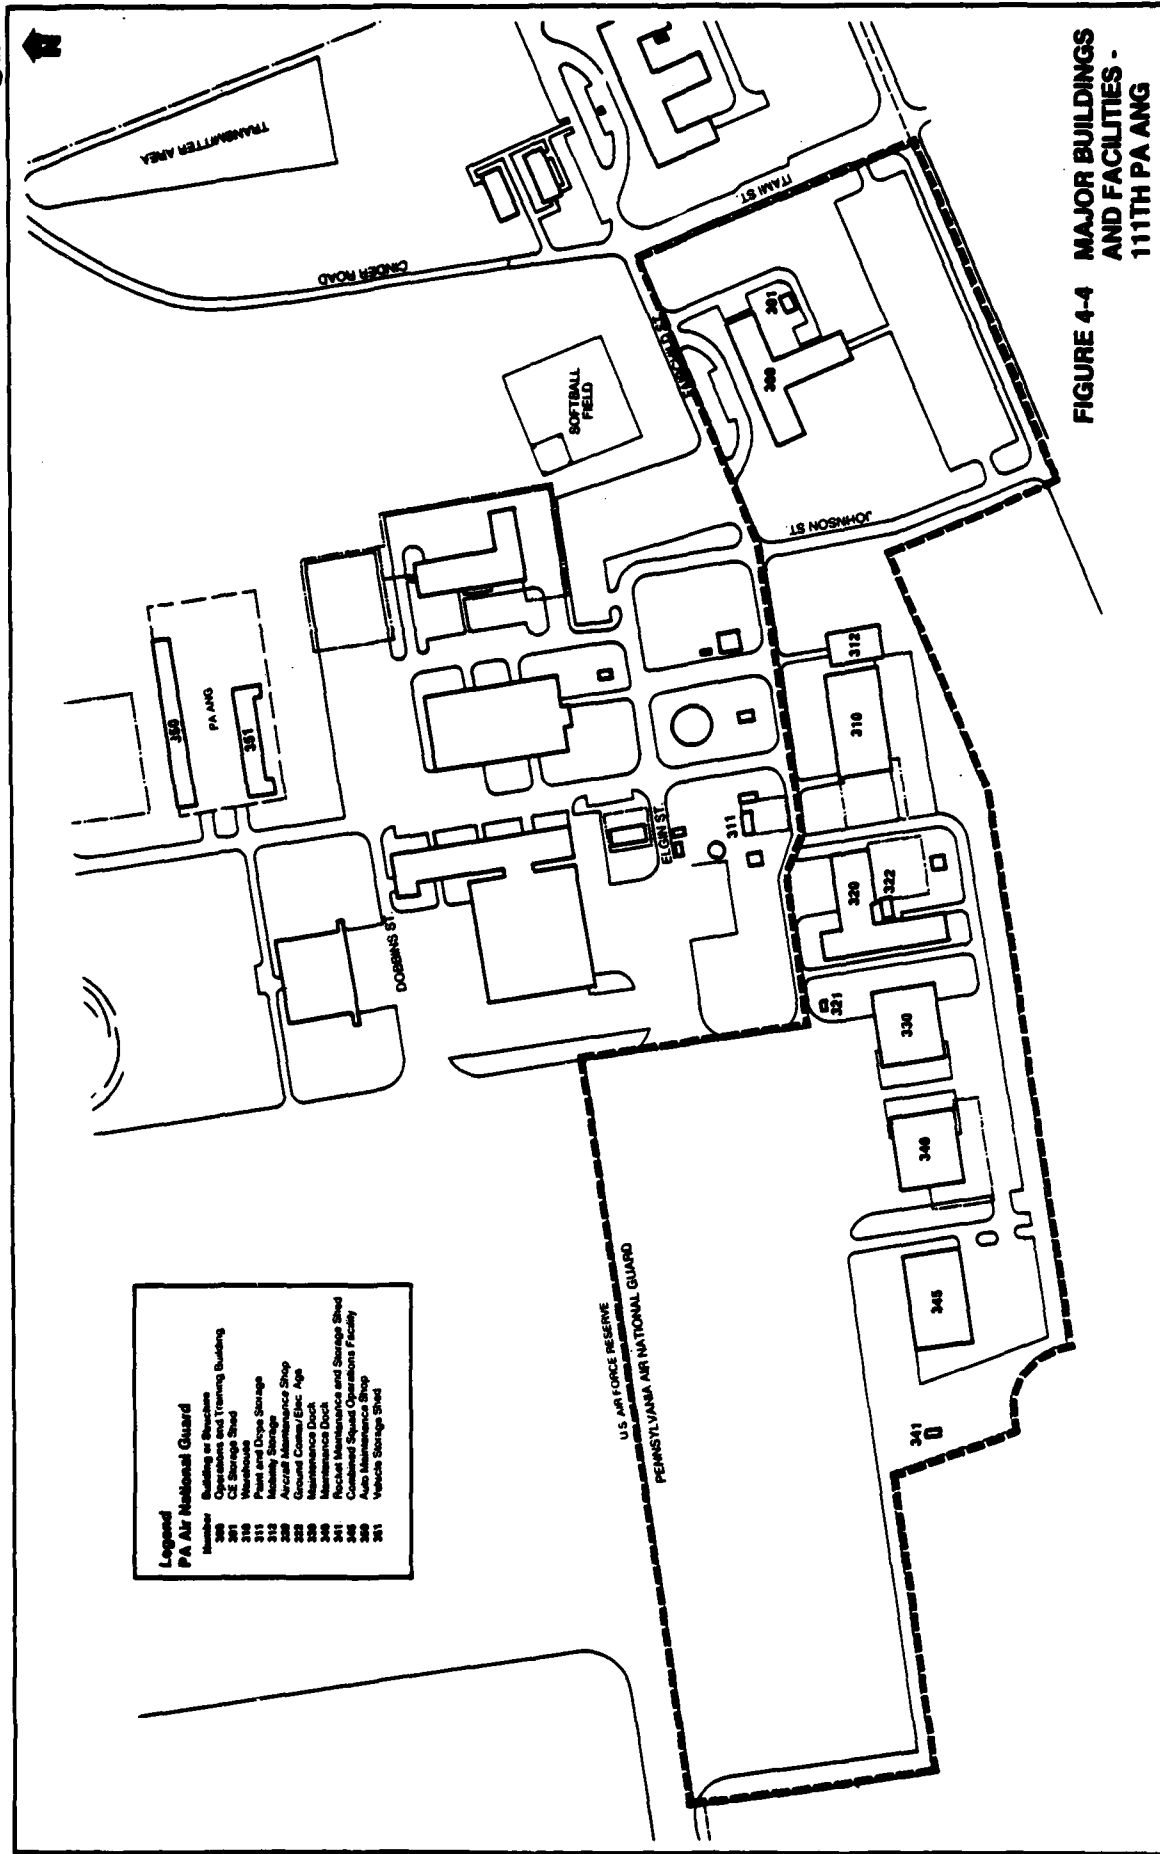 N
TRANSMITTER AREA
CINDER ROAD
ITAMI ST.
SOFTBALL
FIELD
FAIRCHILD ST.
JOHNSON ST.
301
300
350
PA ANG
351
312
310
DOBBINS ST.
ELGIN ST.
311
320
322
321
330
340
345
341
U.S. AIR FORCE RESERVE
PENNSYLVANIA AIR NATIONAL GUARD
Legend
PA Air National Guard
Number Building or Structure
300 Operations and Training Building
301 CE Storage Shed
310 Warehouse
311 Paint and Dope Storage
312 Mobility Storage
320 Aircraft Maintenance Shop
322 Ground Comm/Elec. Age
330 Maintenance Dock
340 Maintenance Dock
341 Rocket Maintenance and Storage Shed
345 Combined Squad Operations Facility
350 Auto Maintenance Shop
351 Vehicle Storage Shed
FIGURE 4-4 MAJOR BUILDINGS
AND FACILITIES -
111TH PA ANG